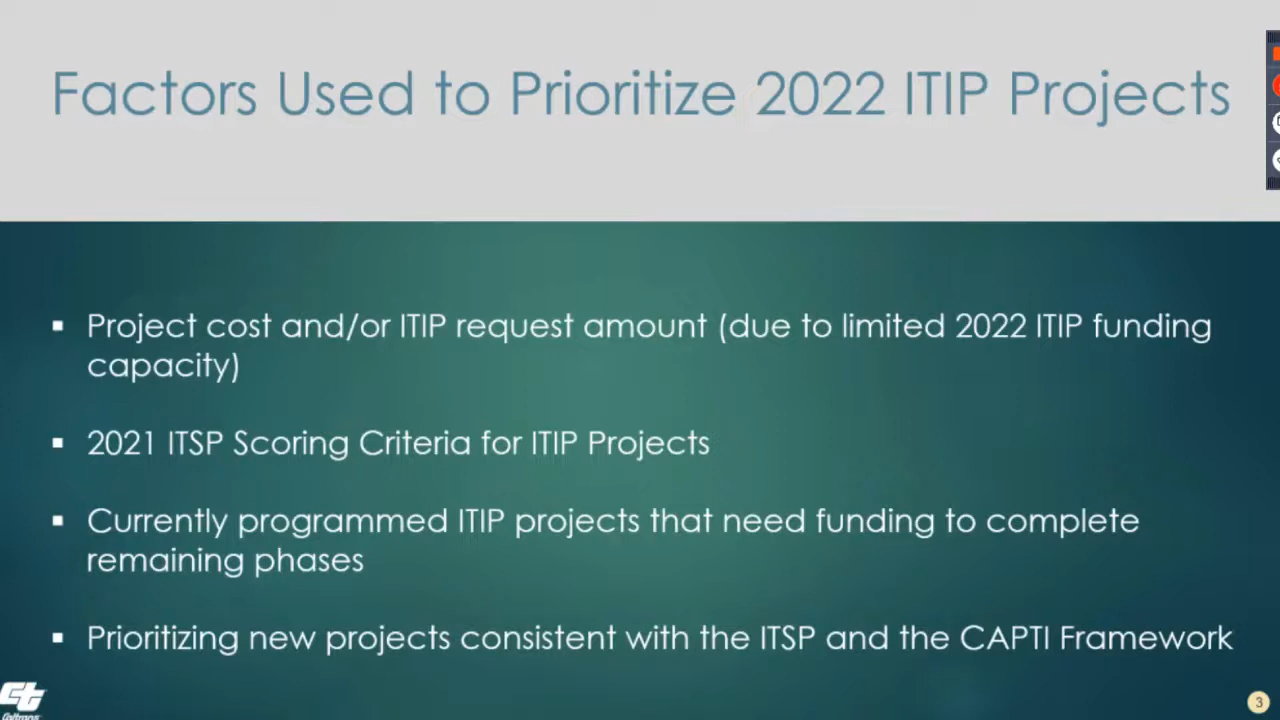 Factors Used to Prioritize 2022 ITIP Projects
▪ Project cost and/or ITIP request amount (due to limited 2022 ITIP funding
capacity)
▪ 2021 ITSP Scoring Criteria for ITIP Projects
▪ Currently programmed ITIP projects that need funding to complete
remaining phases
▪ Prioritizing new projects consistent with the ITSP and the CAPTI Framework
Caltrans
3